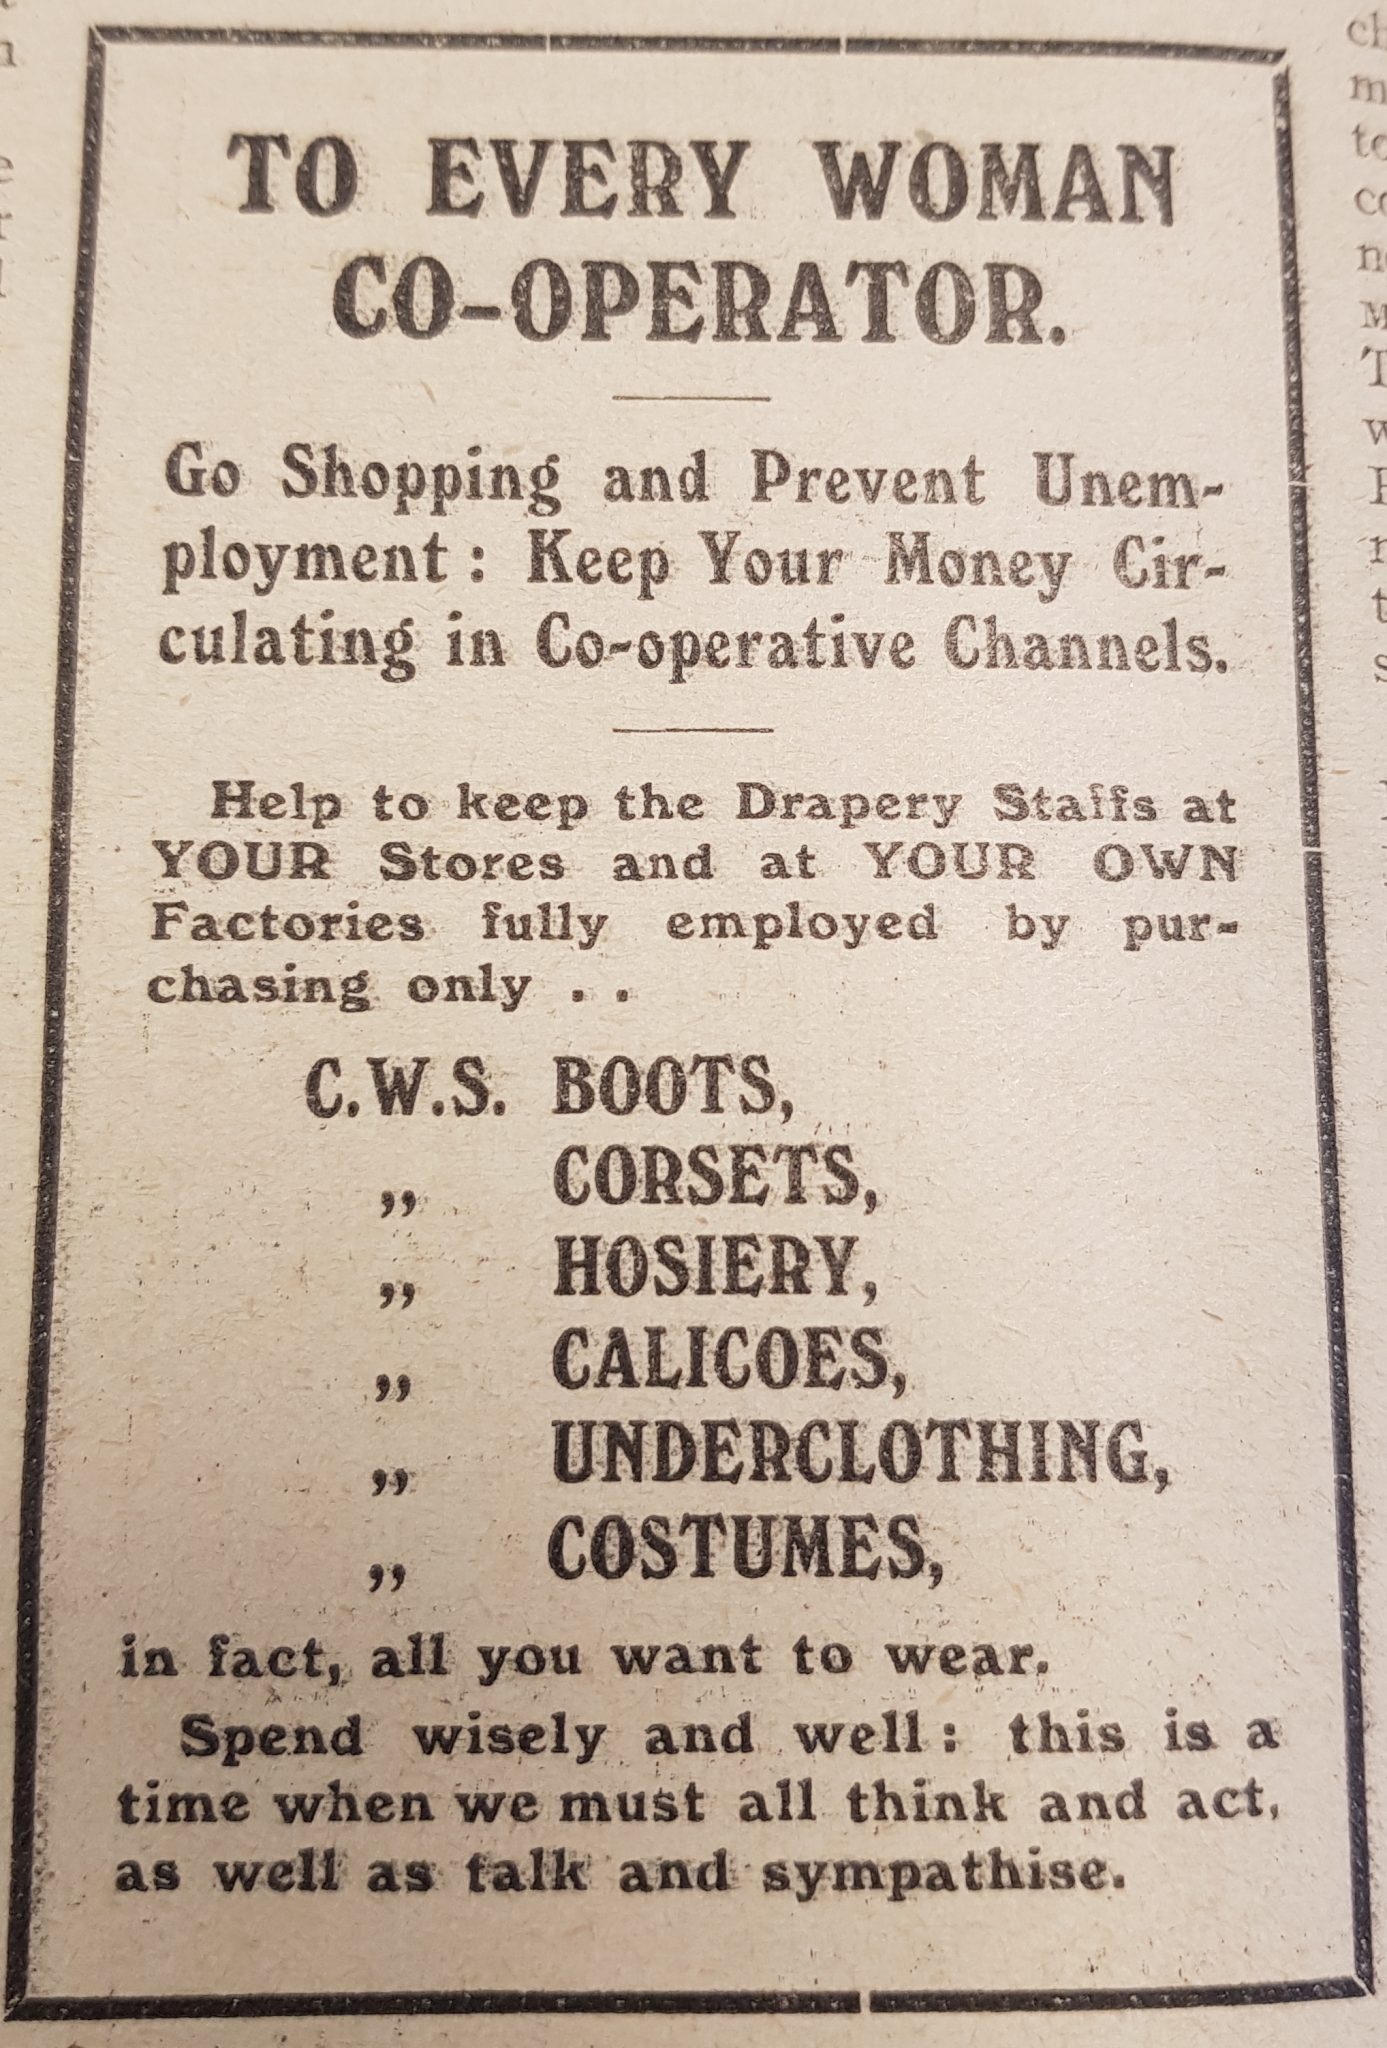 TO EVERY WOMAN
CO-OPERATOR.
Go Shopping and Prevent Unem-
ployment : Keep Your Money Cir-
culating in Co-operative Channels.
Help to keep the Drapery Staffs at
YOUR Stores and at YOUR OWN
Factories fully employed by pur-
chasing only . .
C.W.S. BOOTS,
,, CORSETS,
,, HOSIERY,
,, CALICOES,
,, UNDERCLOTHING,
,, COSTUMES,
in fact, all you want to wear.
Spend wisely and well : this is a
time when we must all think and act,
as well as talk and sympathise.